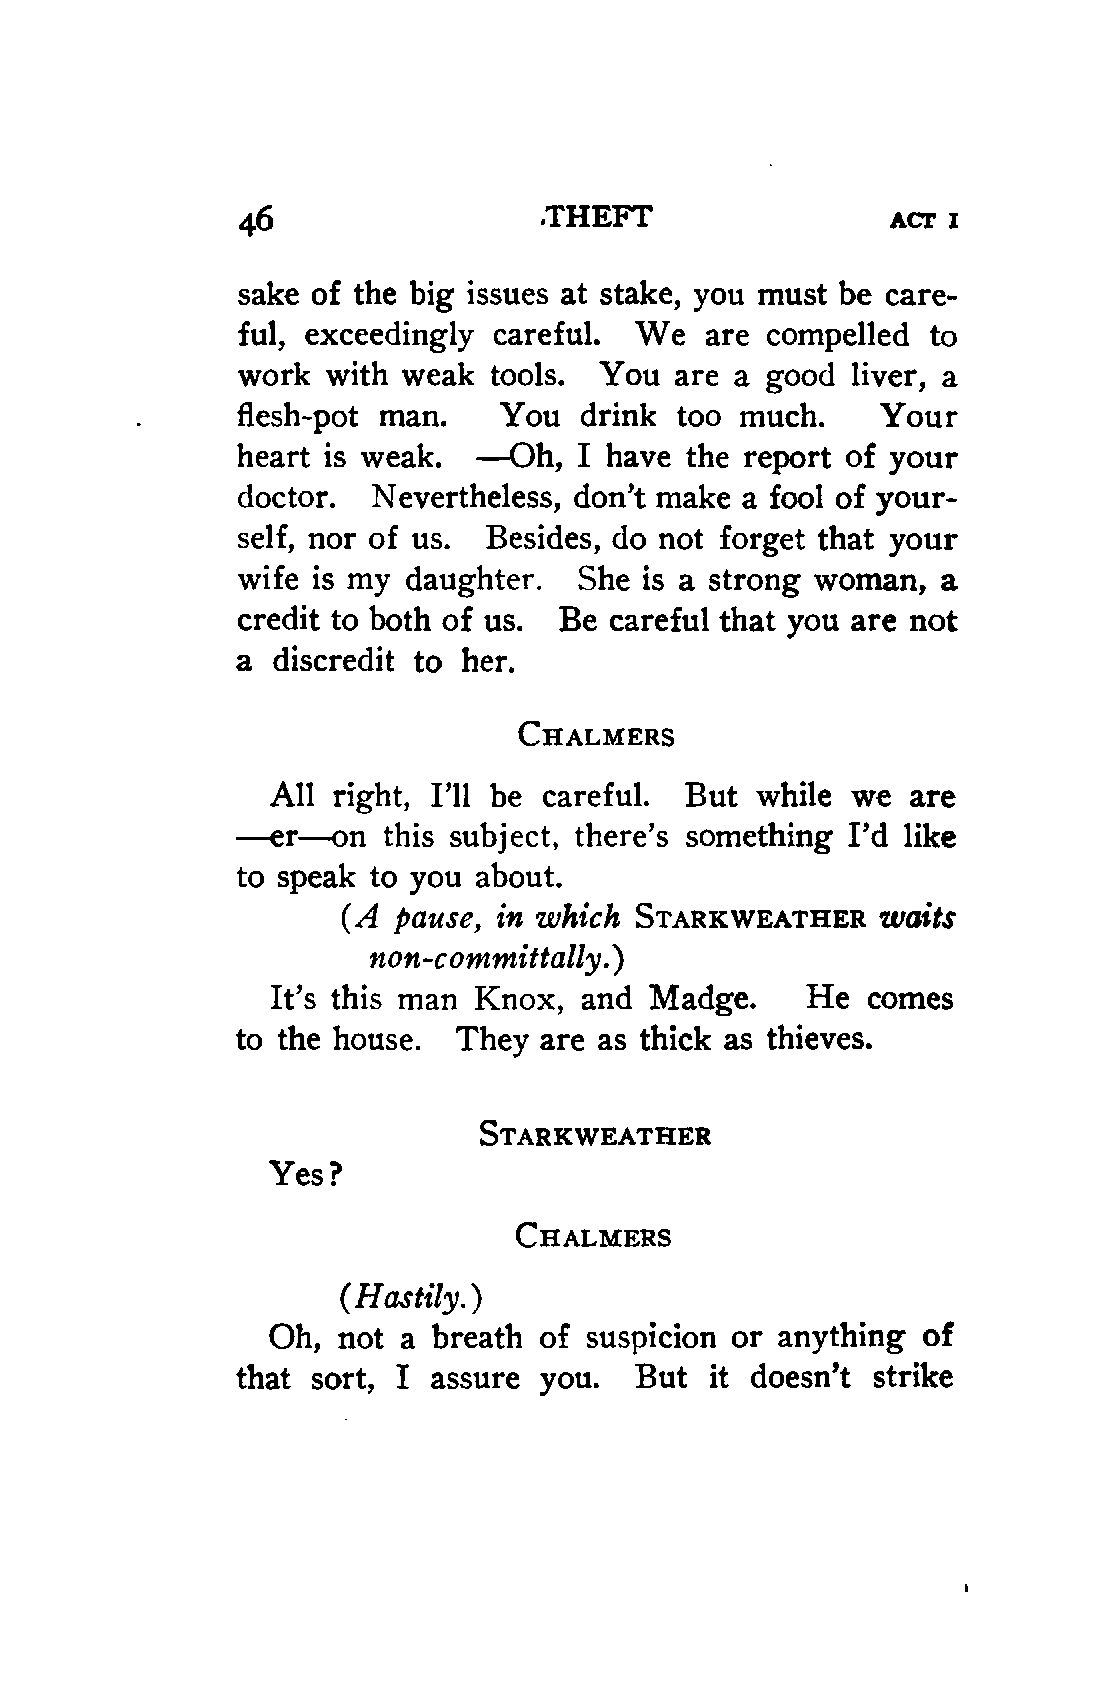 46 THEFT ACT I
sake of the big issues at stake, you must be care-
ful, exceedingly careful. We are compelled to
work with weak tools. You are a good liver, a
flesh-pot man. You drink too much. Your
heart is weak. —Oh, I have the report of your
doctor. Nevertheless, don't make a fool of your-
self, nor of us. Besides, do not forget that your
wife is my daughter. She is a strong woman, a
credit to both of us. Be careful that you are not
a discredit to her.
CHALMERS
All right, I'll be careful. But while we are
—er—on this subject, there's something I'd like
to speak to you about.
(A pause, in which STARKWEATHER waits
non-committally.)
It's this man Knox, and Madge. He comes
to the house. They are as thick as thieves.
STARKWEATHER
Yes?
CHALMERS
(Hastily.)
Oh, not a breath of suspicion or anything of
that sort, I assure you. But it doesn't strike